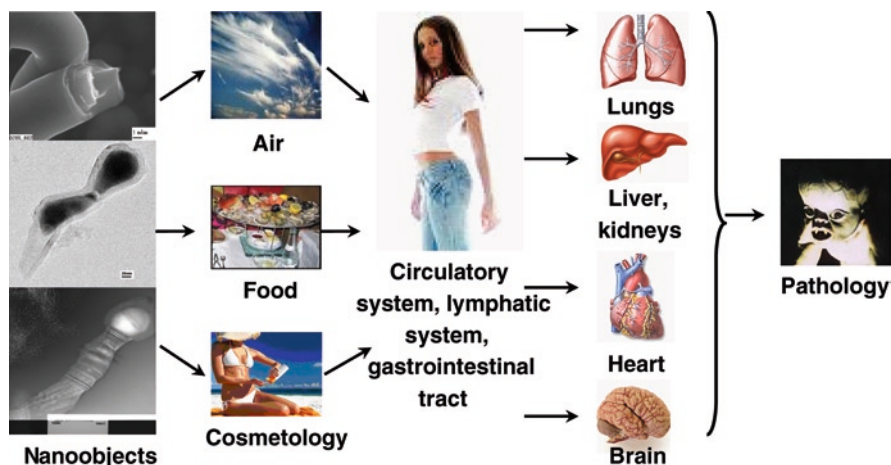 Nanoobjects
Air
Food
Cosmetology
Circulatory
system, lymphatic
system,
gastrointestinal
tract
Lungs
Liver,
kidneys
Heart
Brain
Pathology